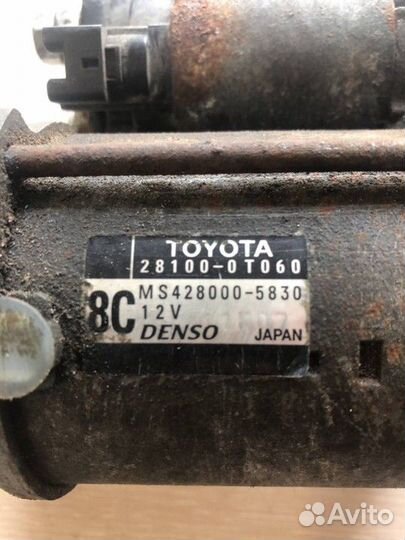 TOYOTA
28100-0T060
8C
MS428000-5830
12V
DENSO JAPAN
Avito